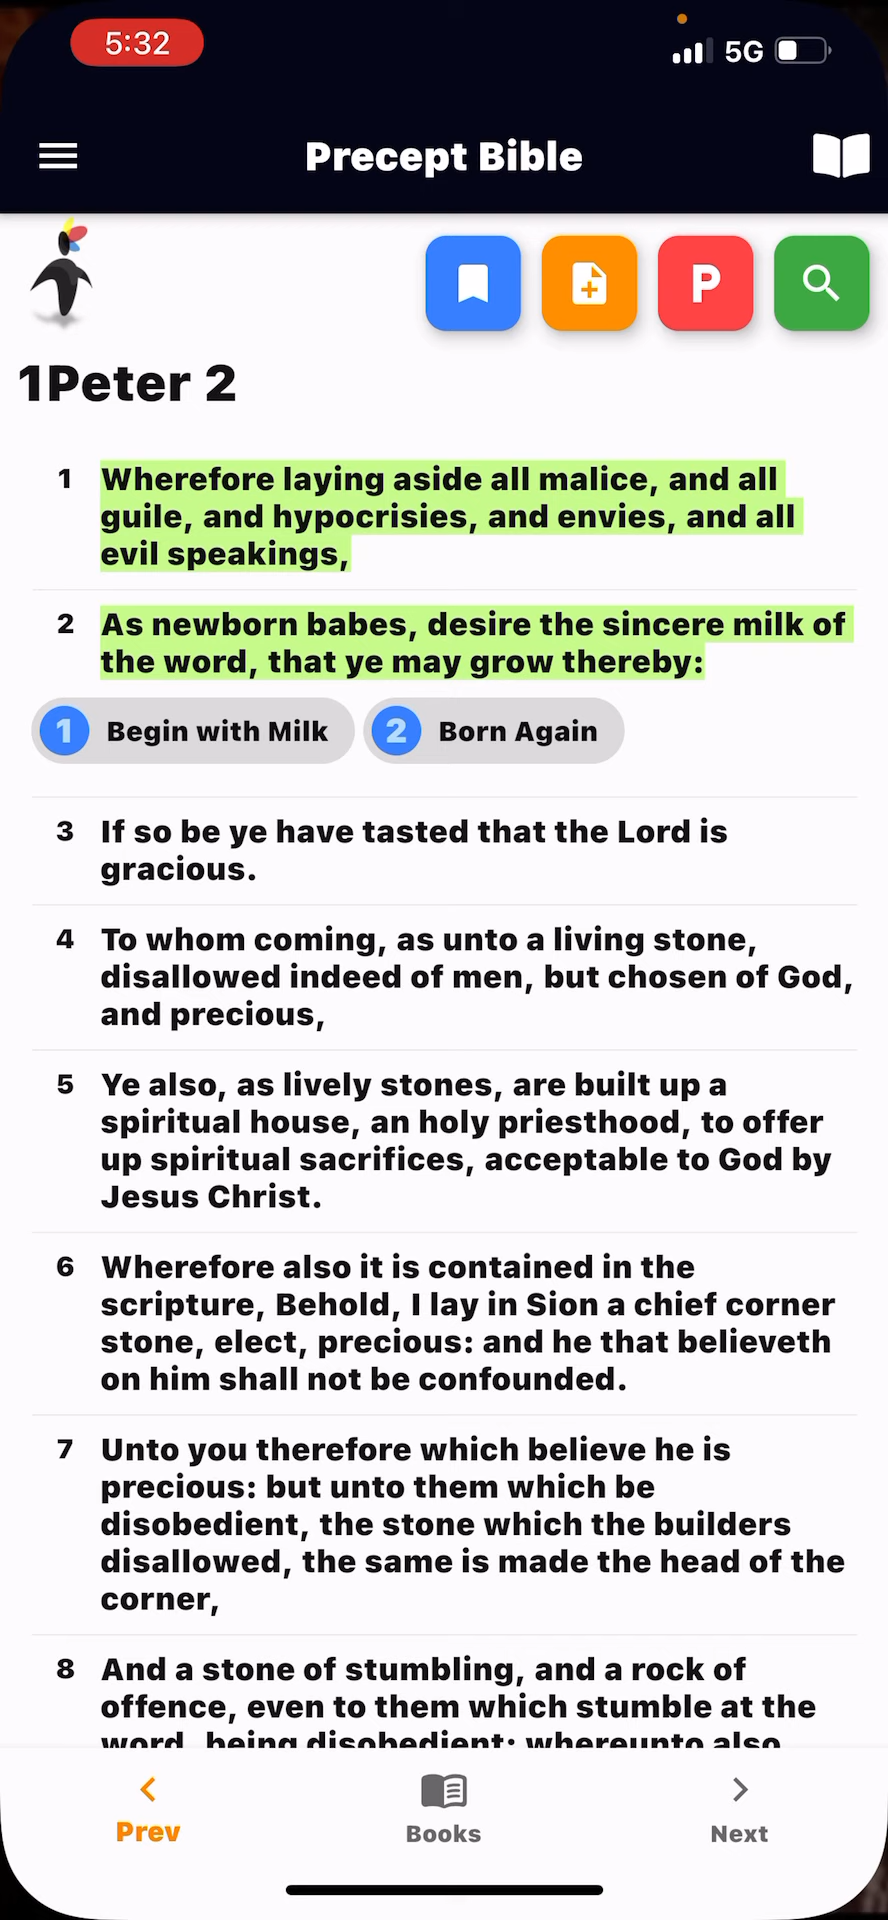 5:32
5G
Precept Bible
P
1Peter 2
1 Wherefore laying aside all malice, and all
guile, and hypocrisies, and envies, and all
evil speakings,
2 As newborn babes, desire the sincere milk of
the word, that ye may grow thereby:
1 Begin with Milk 2 Born Again
3 If so be ye have tasted that the Lord is
gracious.
4 To whom coming, as unto a living stone,
disallowed indeed of men, but chosen of God,
and precious,
5 Ye also, as lively stones, are built up a
spiritual house, an holy priesthood, to offer
up spiritual sacrifices, acceptable to God by
Jesus Christ.
6 Wherefore also it is contained in the
scripture, Behold, I lay in Sion a chief corner
stone, elect, precious: and he that believeth
on him shall not be confounded.
7 Unto you therefore which believe he is
precious: but unto them which be
disobedient, the stone which the builders
disallowed, the same is made the head of the
corner,
8 And a stone of stumbling, and a rock of
offence, even to them which stumble at the
word, being disobedient: whereunto also
Prev Books Next